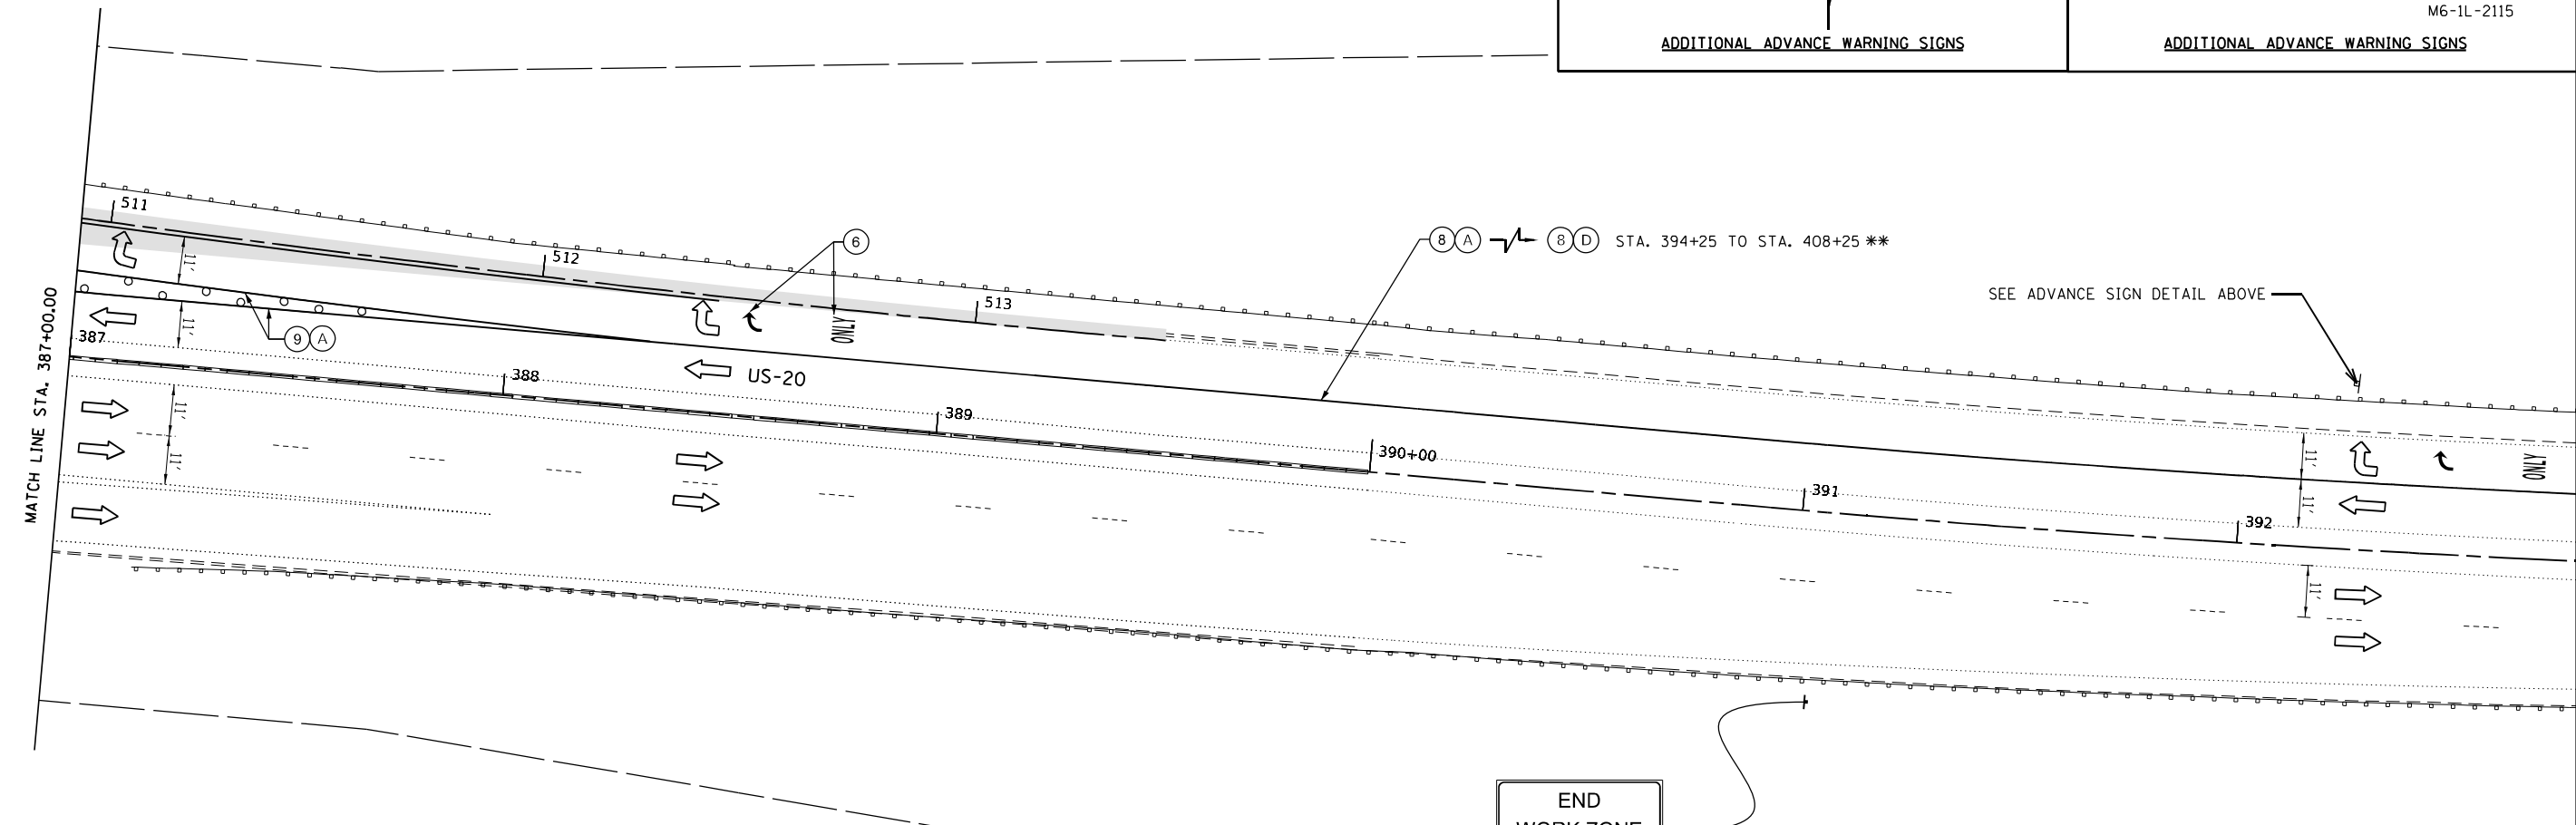 M6-1L-2115
ADDITIONAL ADVANCE WARNING SIGNS
ADDITIONAL ADVANCE WARNING SIGNS
511
512
513
6
8 A 8 D STA. 394+25 TO STA. 408+25 **
SEE ADVANCE SIGN DETAIL ABOVE
11'
11'
ONLY
9 A
387
388
US-20
389
390+00
391
392
11'
11'
11'
11'
11'
ONLY
MATCH LINE STA. 387+00.00
END
WORK ZONE